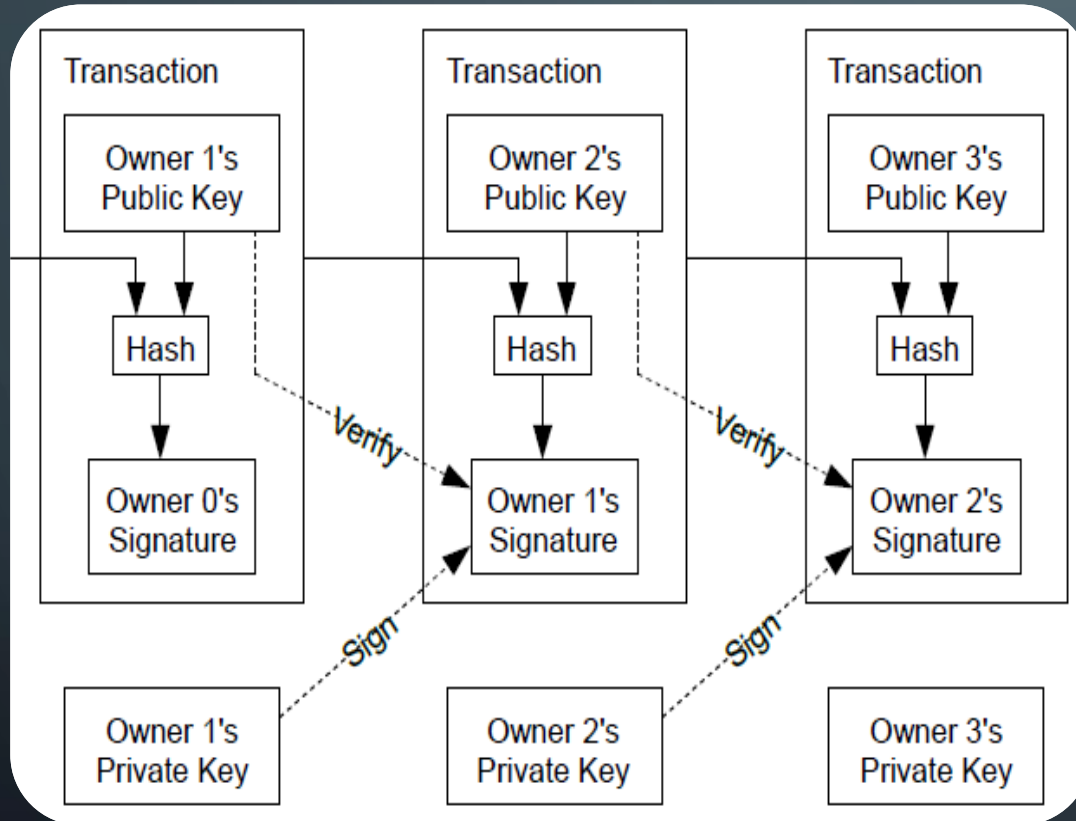 Transaction
Owner 1's
Public Key
Hash
Verify
Owner 0's
Signature
Sign
Owner 1's
Private Key
Transaction
Owner 2's
Public Key
Hash
Verify
Owner 1's
Signature
Sign
Owner 2's
Private Key
Transaction
Owner 3's
Public Key
Hash
Owner 2's
Signature
Owner 3's
Private Key